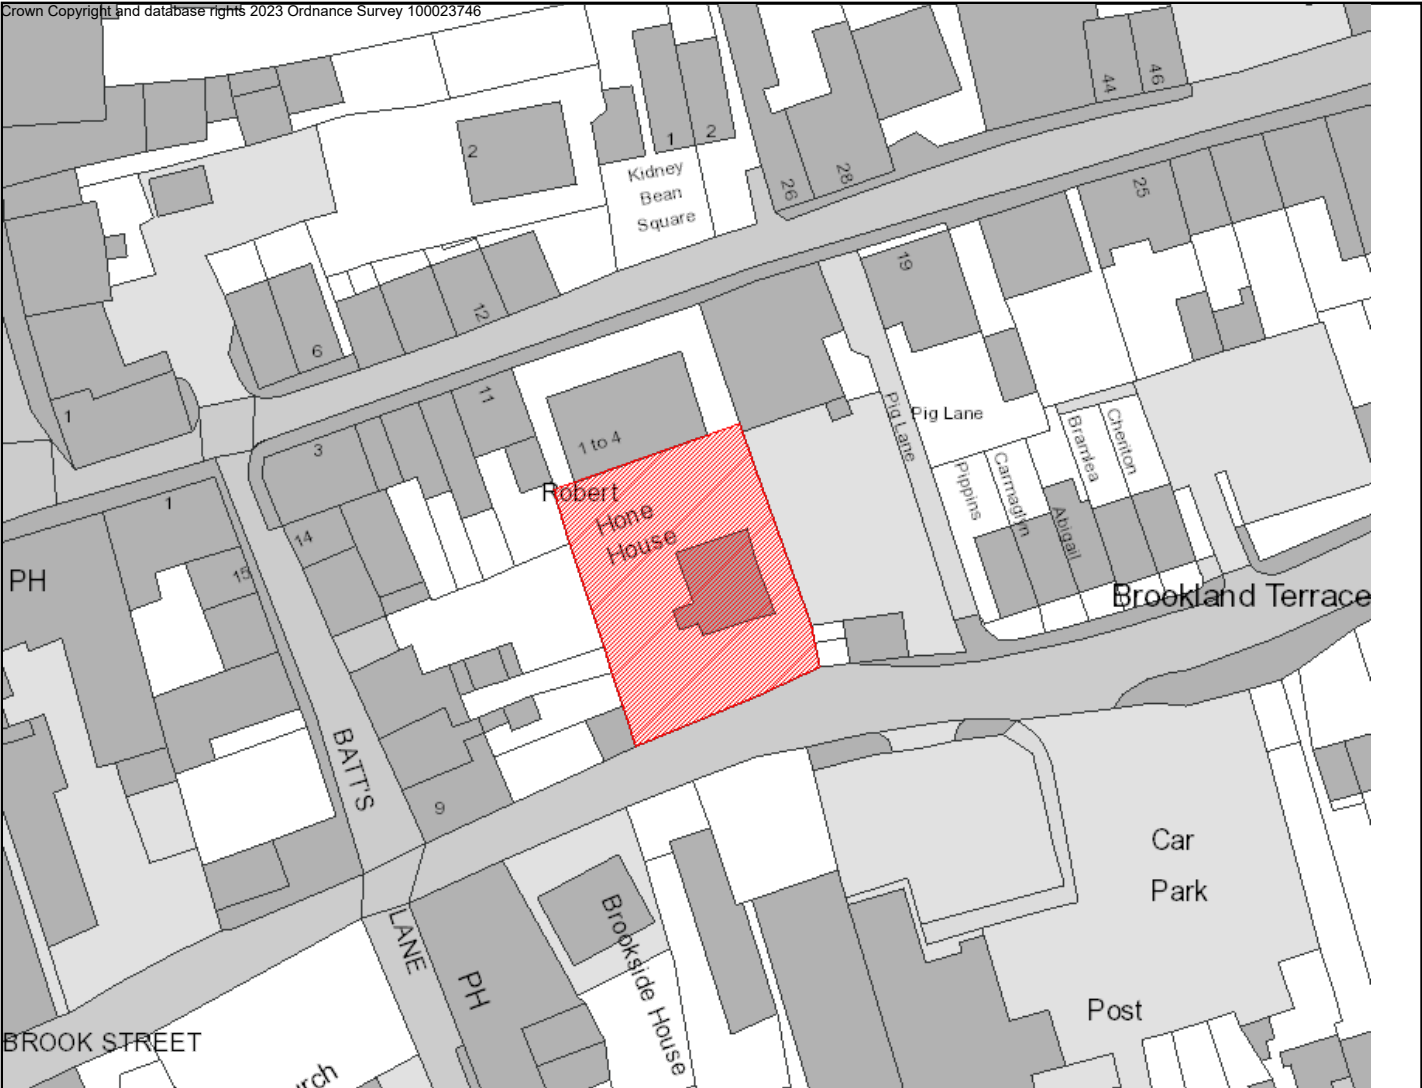 Crown Copyright and database rights 2023 Ordnance Survey 100023746
44
46
2
1
2
Kidney
Bean
Square
26
28
25
19
12
6
1
11
3
1 to 4
Pig Lane
Pig Lane
Pippins
Carmaglyn
Abigail
Bramlea
Cheriton
Robert
Hone
House
1
14
15
PH
Brookland Terrace
BATT'S
LANE
9
PH
Brookside House
Car
Park
Post
BROOK STREET
urch